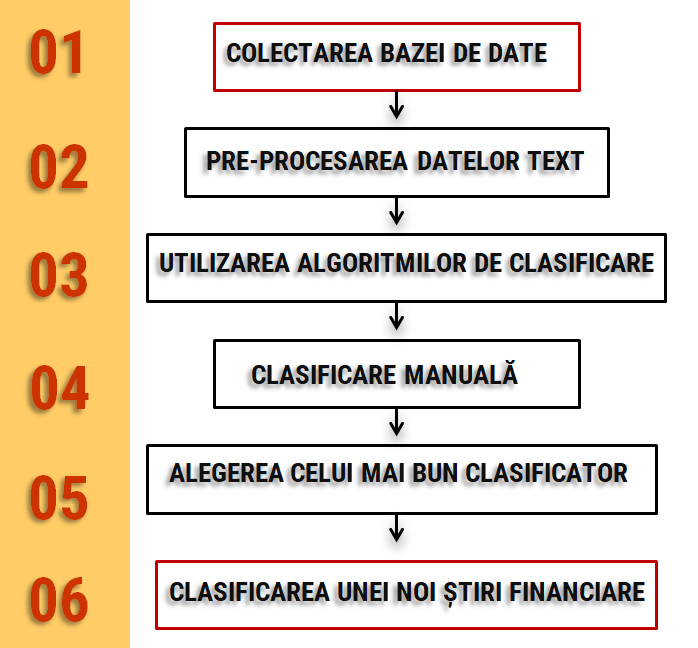 01
COLECTAREA BAZEI DE DATE
02
PRE-PROCESAREA DATELOR TEXT
03
UTILIZAREA ALGORITMILOR DE CLASIFICARE
04
CLASIFICARE MANUALĂ
05
ALEGEREA CELUI MAI BUN CLASIFICATOR
06
CLASIFICAREA UNEI NOI ȘTIRI FINANCIARE